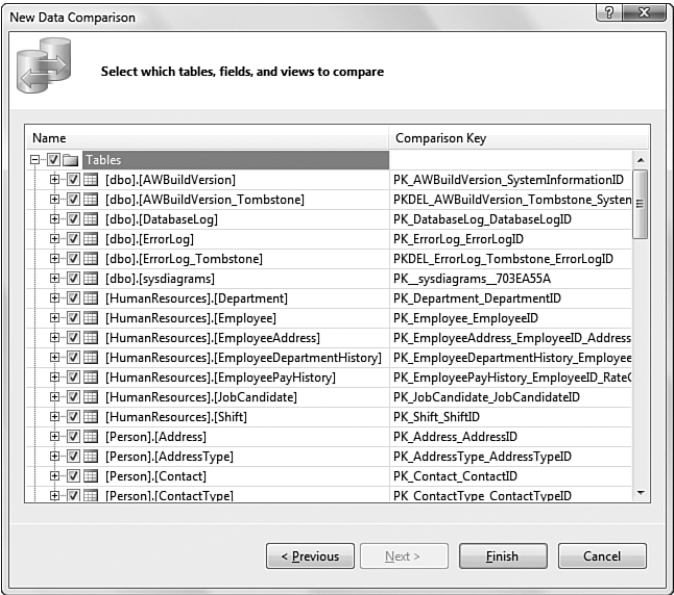 New Data Comparison
Select which tables, fields, and views to compare
Name Comparison Key
Tables
[dbo].[AWBuildVersion] PK_AWBuildVersion_SystemInformationID
[dbo].[AWBuildVersion_Tombstone] PKDEL_AWBuildVersion_Tombstone_System
[dbo].[DatabaseLog] PK_DatabaseLog_DatabaseLogID
[dbo].[ErrorLog] PK_ErrorLog_ErrorLogID
[dbo].[ErrorLog_Tombstone] PKDEL_ErrorLog_Tombstone_ErrorLogID
[dbo].[sysdiagrams] PK__sysdiagrams__703EA55A
[HumanResources].[Department] PK_Department_DepartmentID
[HumanResources].[Employee] PK_Employee_EmployeeID
[HumanResources].[EmployeeAddress] PK_EmployeeAddress_EmployeeID_Address
[HumanResources].[EmployeeDepartmentHistory] PK_EmployeeDepartmentHistory_Employee
[HumanResources].[EmployeePayHistory] PK_EmployeePayHistory_EmployeeID_RateC
[HumanResources].[JobCandidate] PK_JobCandidate_JobCandidateID
[HumanResources].[Shift] PK_Shift_ShiftID
[Person].[Address] PK_Address_AddressID
[Person].[AddressType] PK_AddressType_AddressTypeID
[Person].[Contact] PK_Contact_ContactID
[Person].[ContactType] PK_ContactType_ContactTypeID
< Previous Next > Finish Cancel